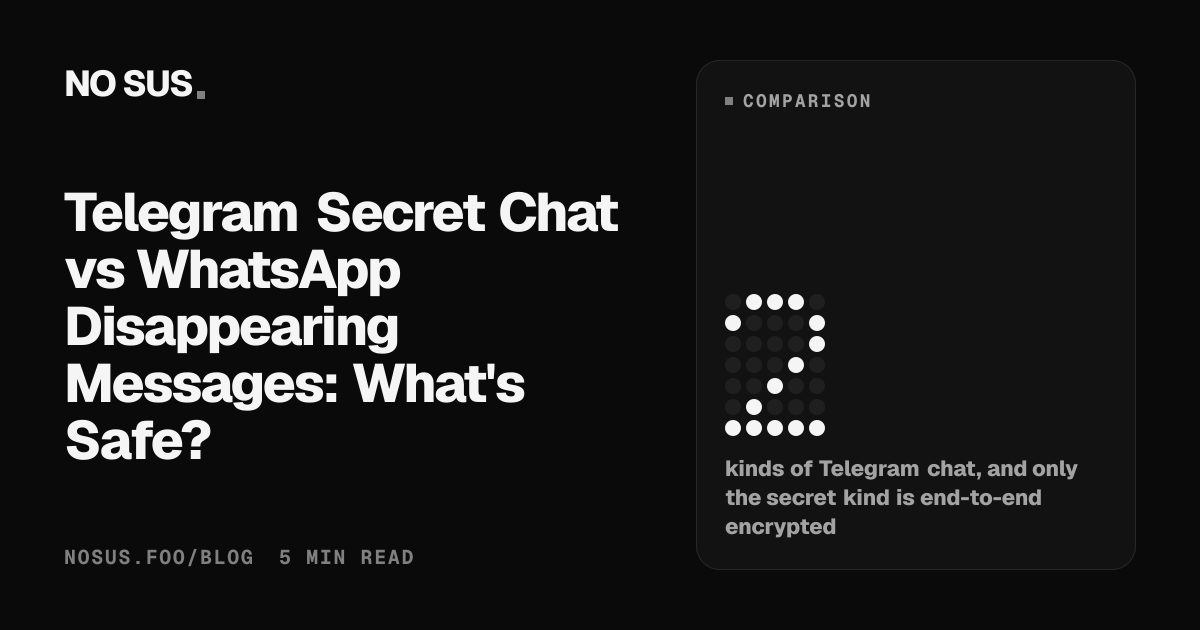 NO SUS.
Telegram Secret Chat
vs WhatsApp
Disappearing
Messages: What's
Safe?
NOSUS.FOO/BLOG 5 MIN READ
COMPARISON
2
kinds of Telegram chat, and only
the secret kind is end-to-end
encrypted